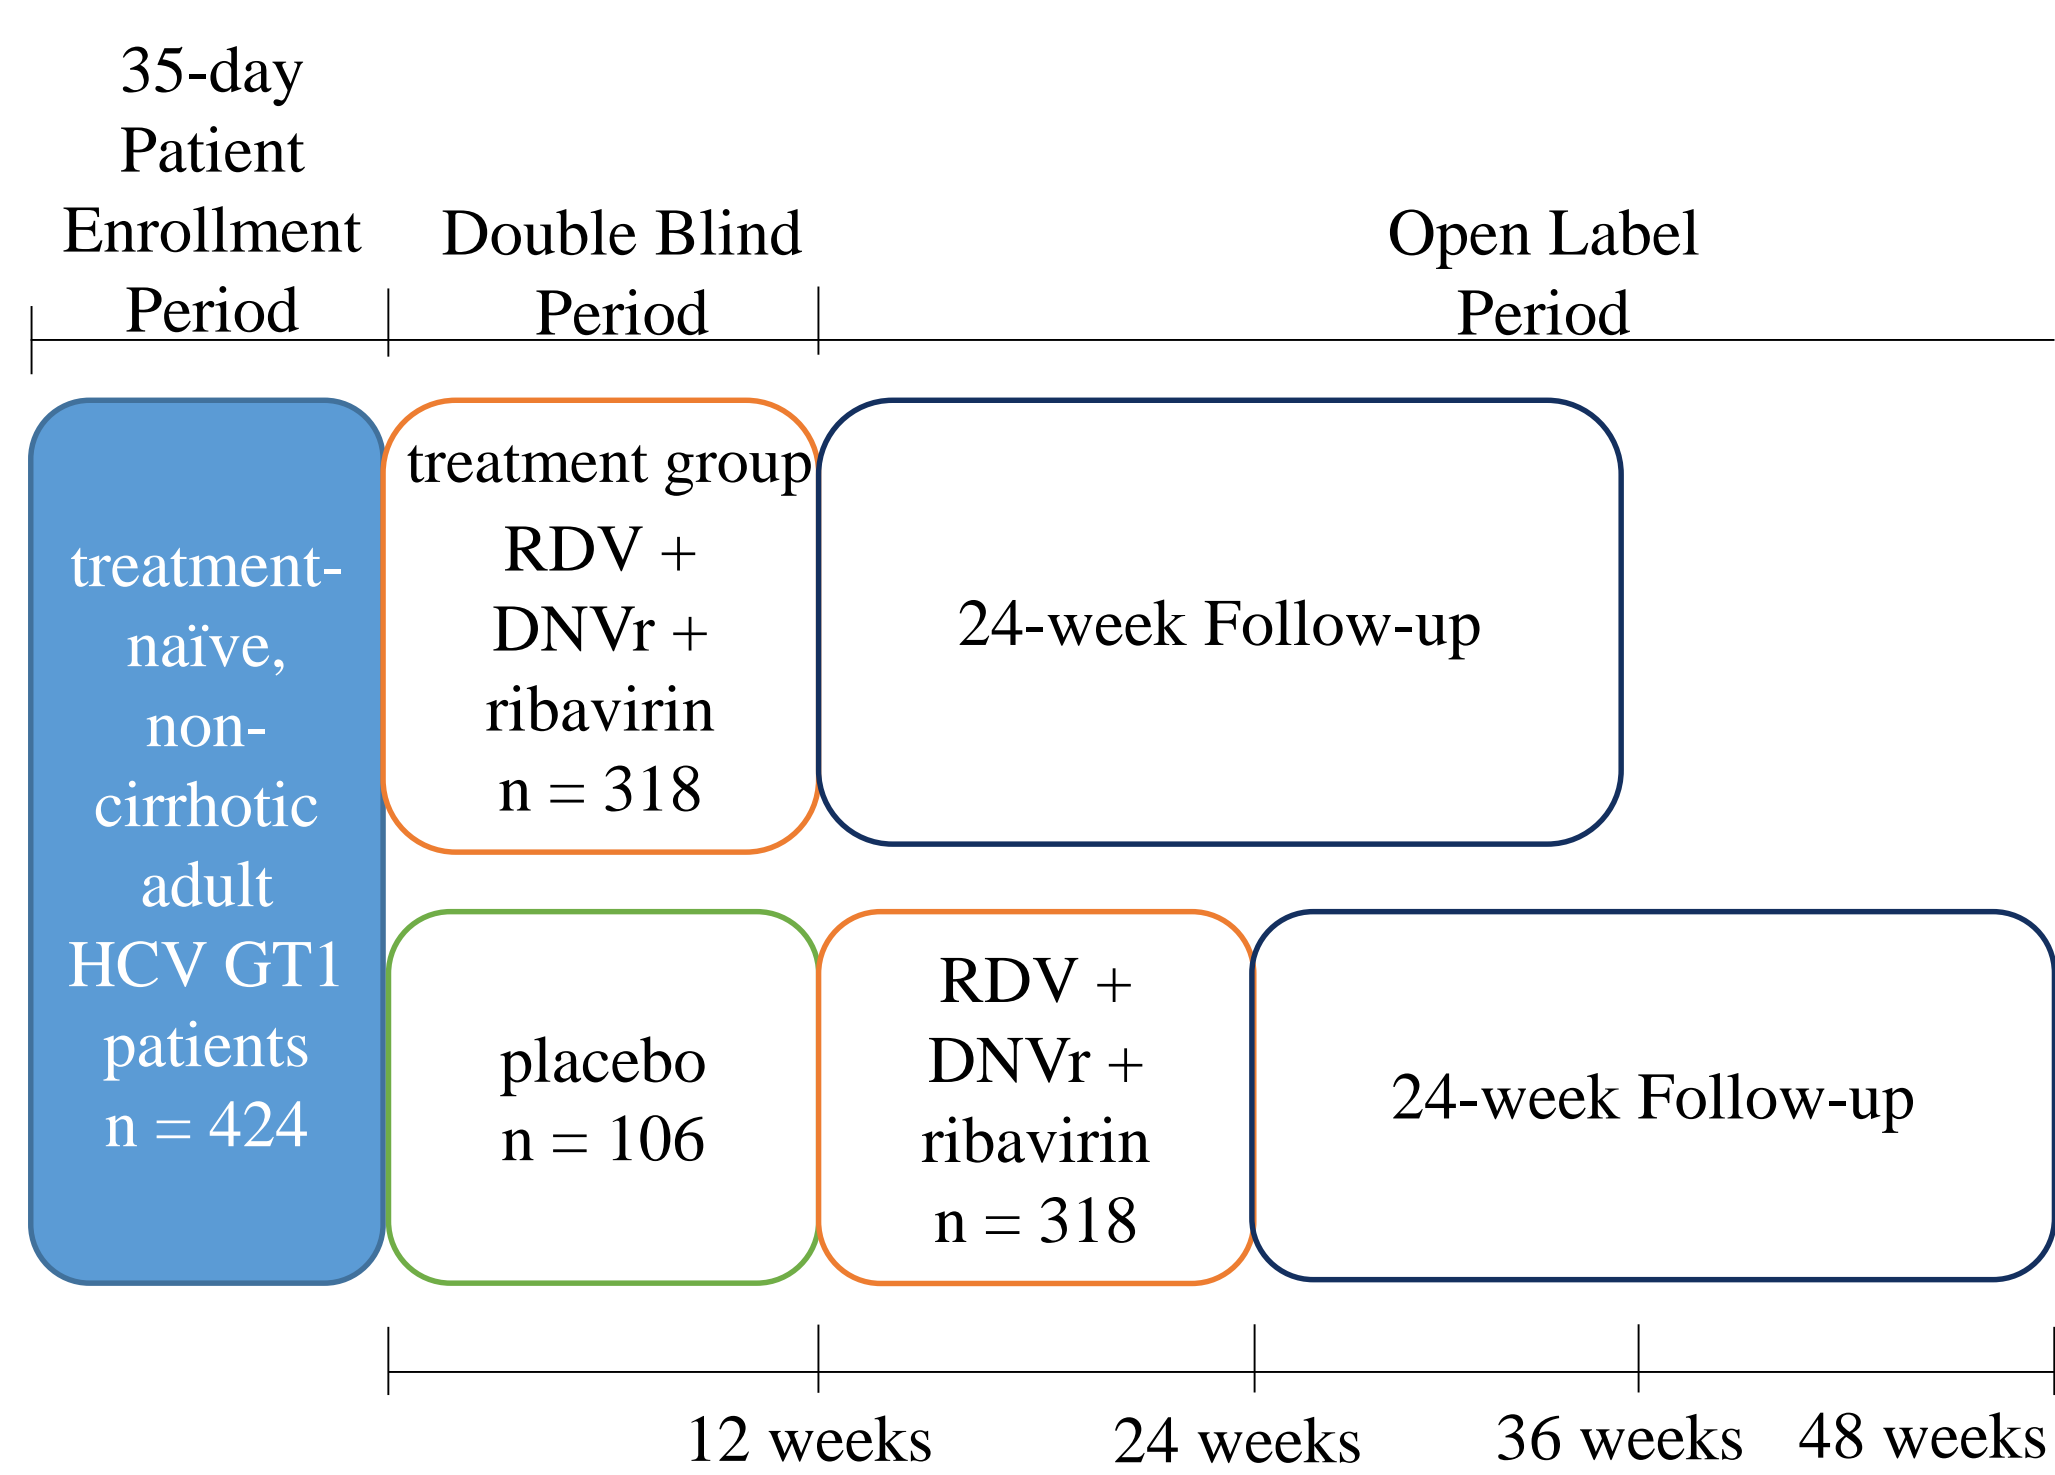 35-day
Patient
Enrollment
Period
Double Blind
Period
Open Label
Period
treatment-
naïve,
non-
cirrhotic
adult
HCV GT1
patients
n = 424
treatment group
RDV +
DNVr +
ribavirin
n = 318
24-week Follow-up
placebo
n = 106
RDV +
DNVr +
ribavirin
n = 318
24-week Follow-up
12 weeks
24 weeks
36 weeks
48 weeks